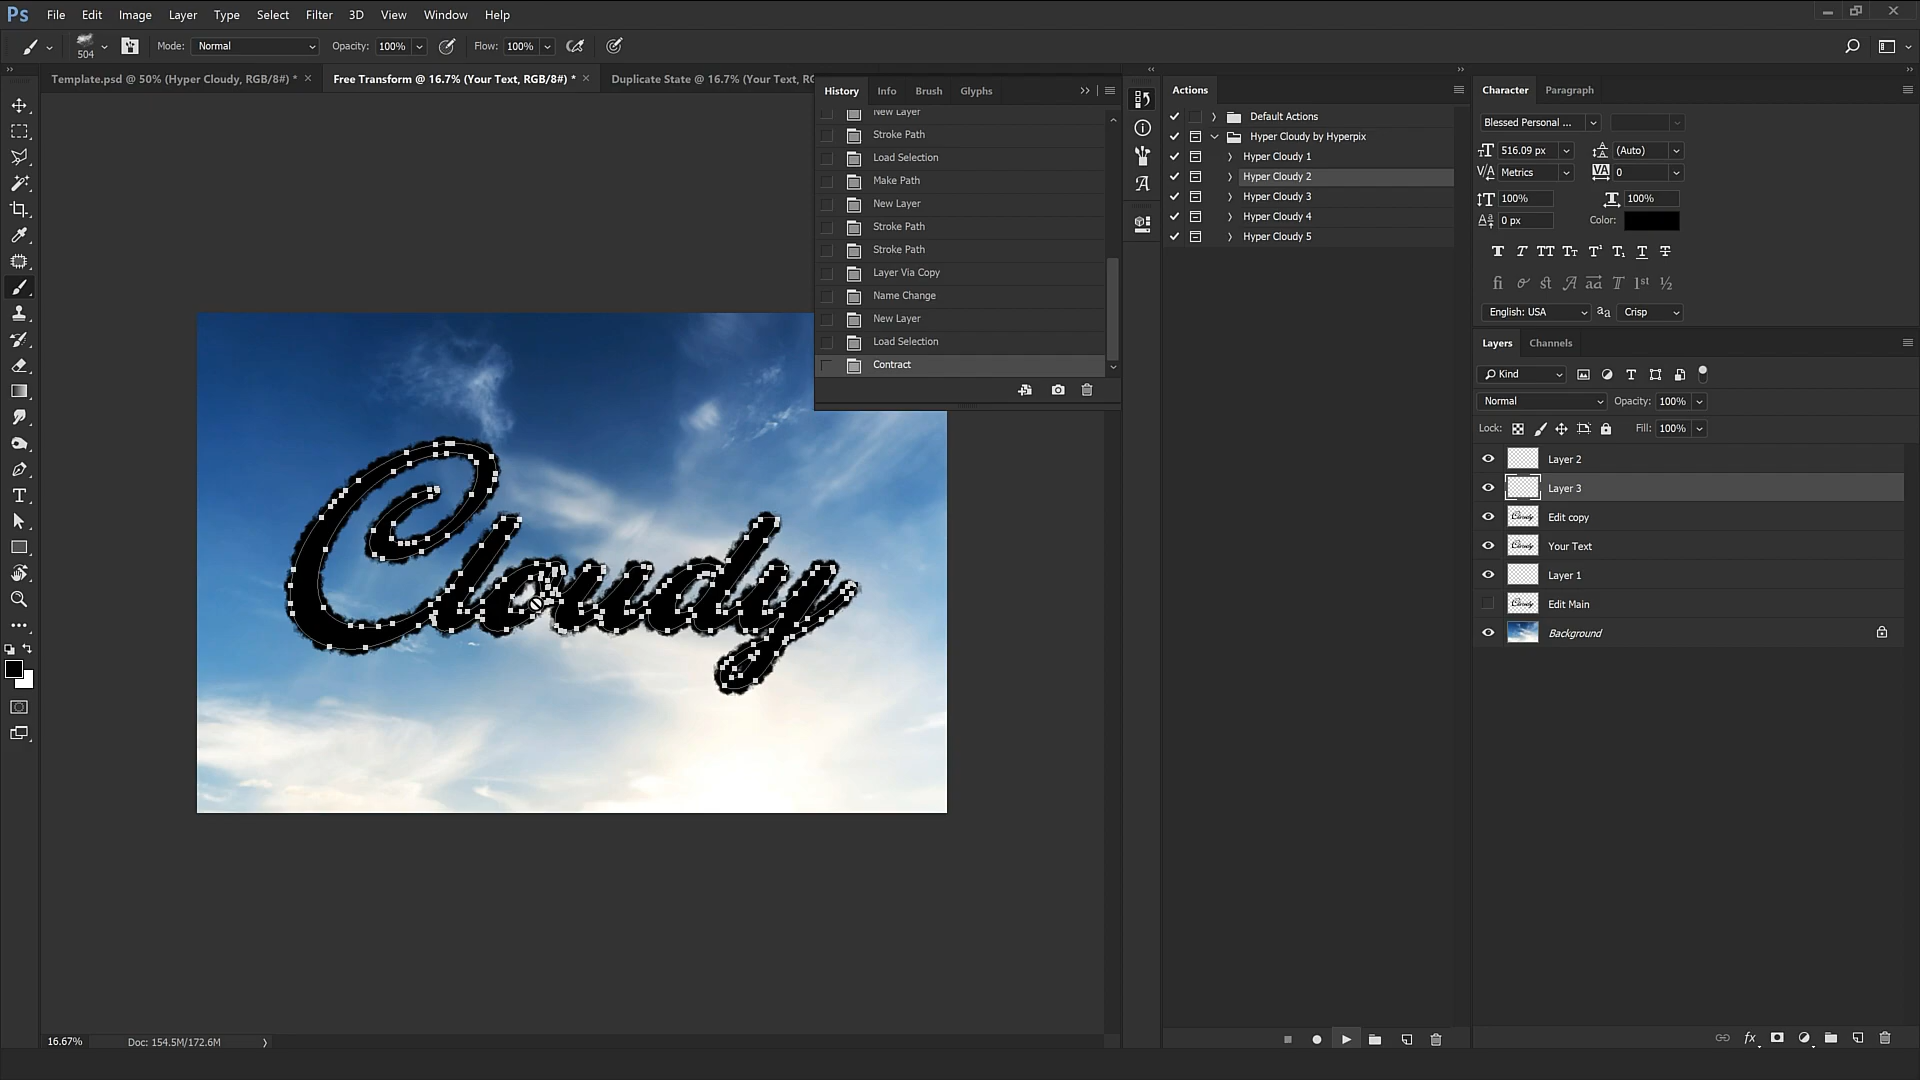 Ps File Edit Image Layer Type Select Filter 3D View Window Help
504 Mode: Normal Opacity: 100% Flow: 100%
Template.psd @ 50% (Hyper Cloudy, RGB/8#) * × Free Transform @ 16.7% (Your Text, RGB/8#) * × Duplicate State @ 16.7% (Your Text, RG
History Info Brush Glyphs
New Layer
Stroke Path
Load Selection
Make Path
New Layer
Stroke Path
Stroke Path
Layer Via Copy
Name Change
New Layer
Load Selection
Contract
Actions
Default Actions
Hyper Cloudy by Hyperpix
Hyper Cloudy 1
Hyper Cloudy 2
Hyper Cloudy 3
Hyper Cloudy 4
Hyper Cloudy 5
Character Paragraph
Blessed Personal ...
516.09 px (Auto)
Metrics 0
100% 100%
0 px Color:
English: USA Crisp
Layers Channels
Kind
Normal Opacity: 100%
Lock: Fill: 100%
Layer 2
Layer 3
Edit copy
Your Text
Layer 1
Edit Main
Background
Cloudy
16.67% Doc: 154.5M/172.6M